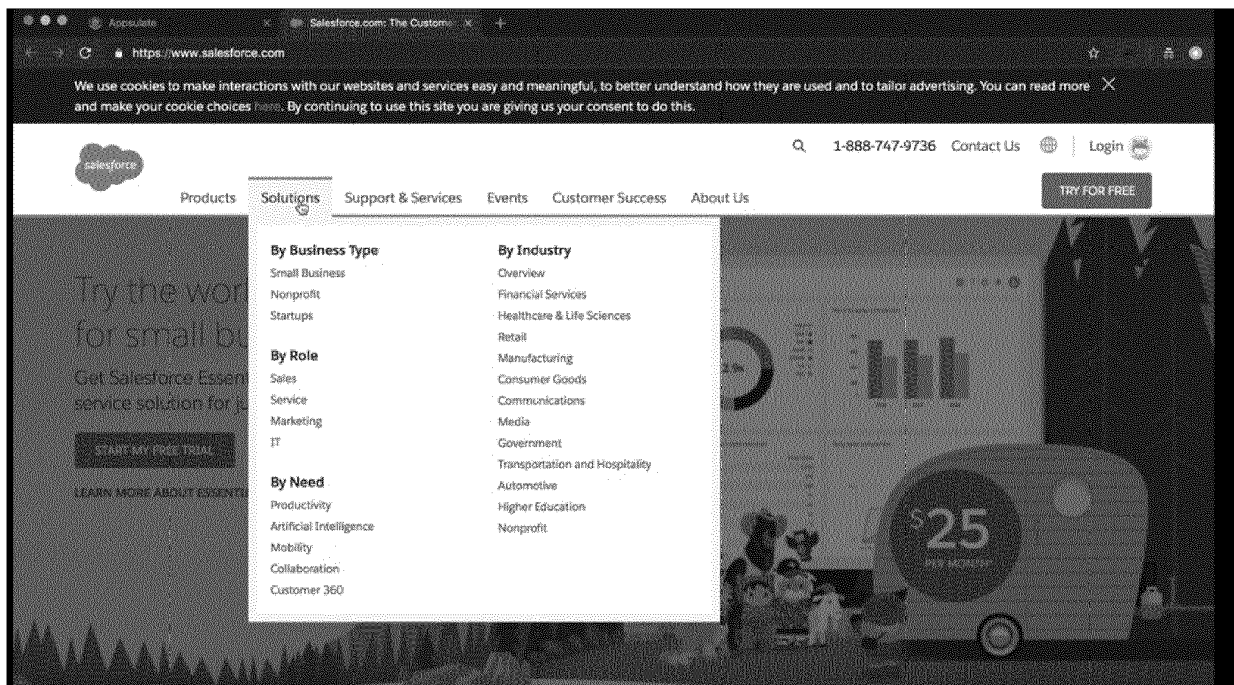 Appsulate
Salesforce.com: The Custome
https://www.salesforce.com
We use cookies to make interactions with our websites and services easy and meaningful, to better understand how they are used and to tailor advertising. You can read more
and make your cookie choices here. By continuing to use this site you are giving us your consent to do this.
salesforce
1-888-747-9736 Contact Us Login
Products Solutions Support & Services Events Customer Success About Us
TRY FOR FREE
Try the wor
for small bu
Get Salesforce Essen
service solution for ju
START MY FREE TRIAL
LEARN MORE ABOUT ESSENTI
By Business Type
Small Business
Nonprofit
Startups
By Role
Sales
Service
Marketing
IT
By Need
Productivity
Artificial Intelligence
Mobility
Collaboration
Customer 360
By Industry
Overview
Financial Services
Healthcare & Life Sciences
Retail
Manufacturing
Consumer Goods
Communications
Media
Government
Transportation and Hospitality
Automotive
Higher Education
Nonprofit
$25
PER MONTH*